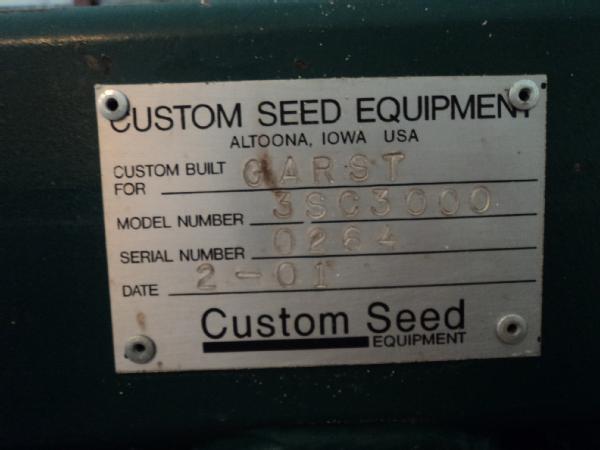 CUSTOM SEED EQUIPMENT
ALTOONA, IOWA USA
CUSTOM BUILT FOR GARST
MODEL NUMBER 3SC3000
SERIAL NUMBER 0264
DATE 2-01
Custom Seed
EQUIPMENT